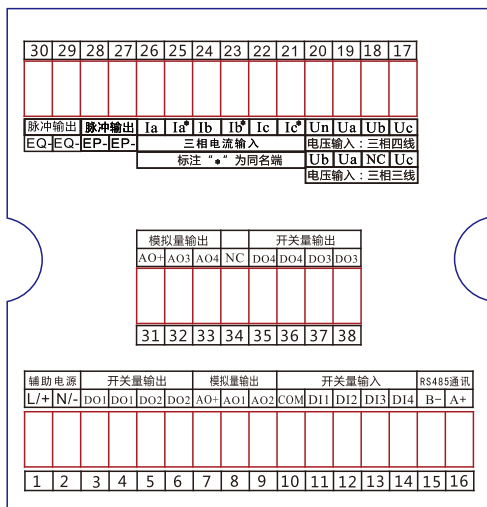 30 29 28 27 26 25 24 23 22 21 20 19 18 17
脉冲输出 脉冲输出 Ia Ia* Ib Ib* Ic Ic* Un Ua Ub Uc
EQ- EQ- EP- EP- 三相电流输入 电压输入：三相四线
标注“*”为同名端 Ub Ua NC Uc
电压输入：三相三线
模拟量输出 开关量输出
AO+ AO3 AO4 NC DO4 DO4 DO3 DO3
31 32 33 34 35 36 37 38
辅助电源 开关量输出 模拟量输出 开关量输入 RS485通讯
L/+ N/- DO1 DO1 DO2 DO2 AO+ AO1 AO2 COM DI1 DI2 DI3 DI4 B- A+
1 2 3 4 5 6 7 8 9 10 11 12 13 14 15 16